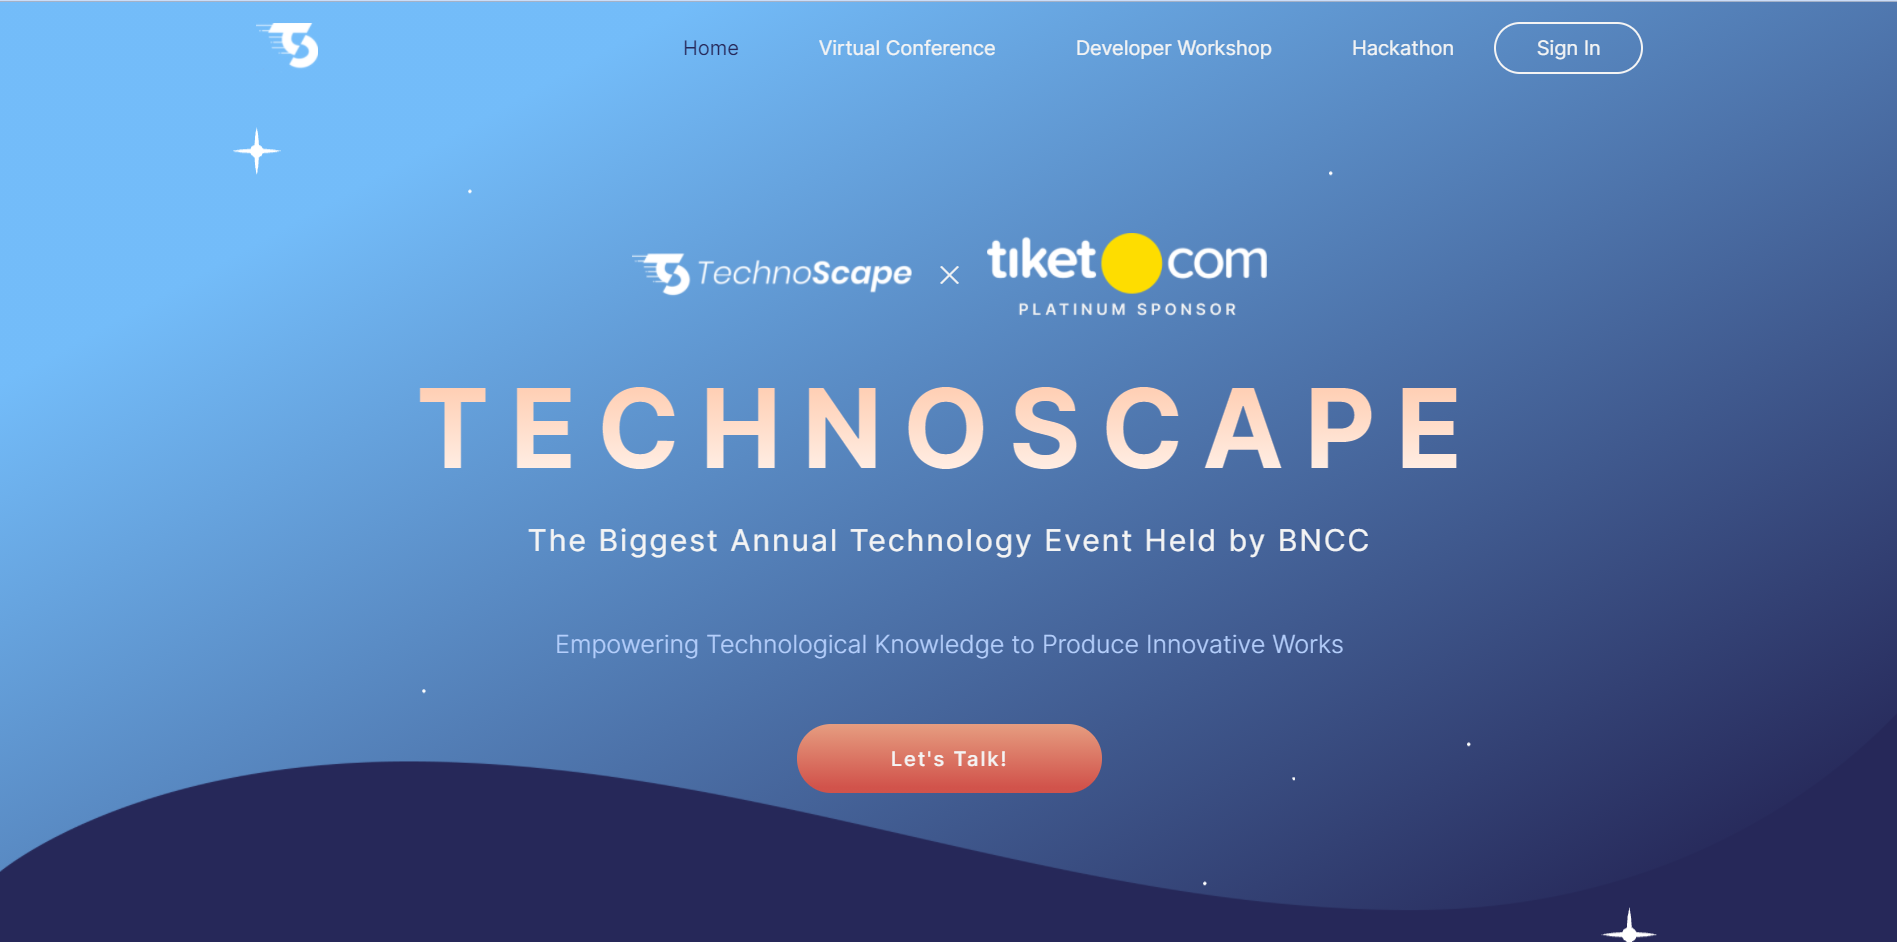 Home Virtual Conference Developer Workshop Hackathon Sign In
TechnoScape × tiket com
PLATINUM SPONSOR
TECHNOSCAPE
The Biggest Annual Technology Event Held by BNCC
Empowering Technological Knowledge to Produce Innovative Works
Let's Talk!